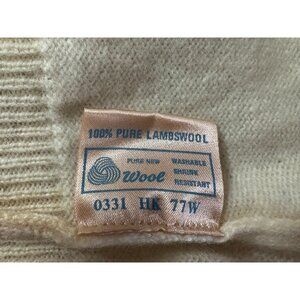 100% PURE LAMBSWOOL
PURE NEW
Wool
WASHABLE
SHRINK
RESISTANT
0331 HK 77W